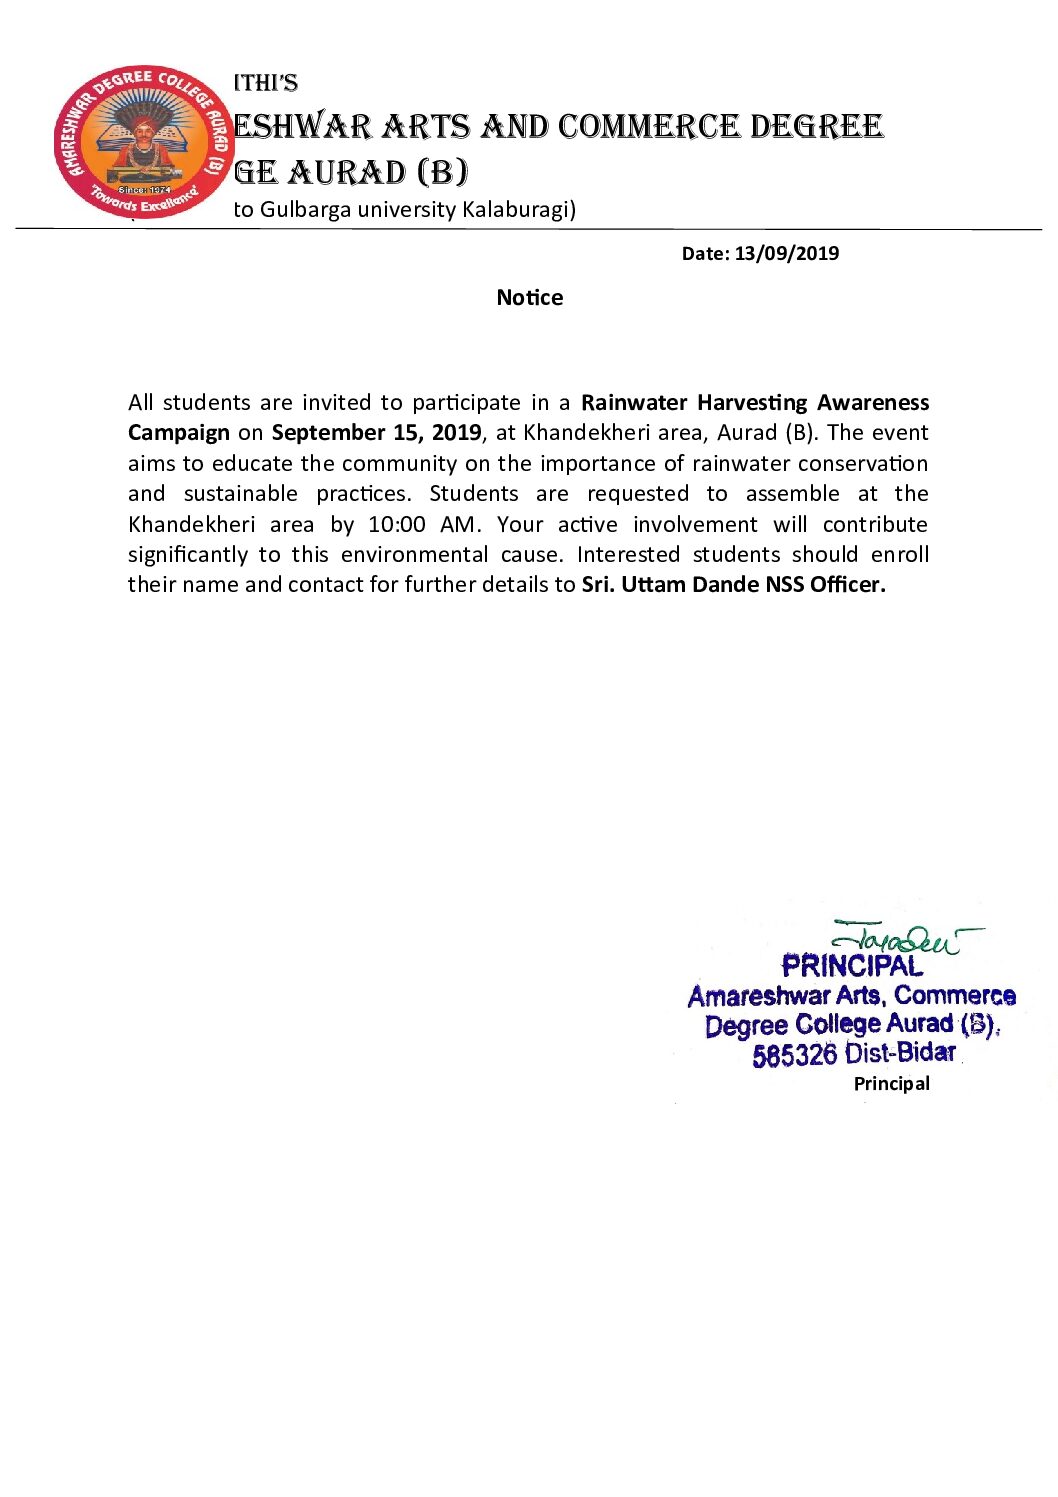 AMARESHWAR DEGREE COLLEGE AURAD (B)
Since 1974
'Towards Excellence'
ITHI'S
ESHWAR ARTS AND COMMERCE DEGREE
GE AURAD (B)
to Gulbarga university Kalaburagi)
Date: 13/09/2019
Notice
All students are invited to participate in a Rainwater Harvesting Awareness
Campaign on September 15, 2019, at Khandekheri area, Aurad (B). The event
aims to educate the community on the importance of rainwater conservation
and sustainable practices. Students are requested to assemble at the
Khandekheri area by 10:00 AM. Your active involvement will contribute
significantly to this environmental cause. Interested students should enroll
their name and contact for further details to Sri. Uttam Dande NSS Officer.
PRINCIPAL
Amareshwar Arts, Commerce
Degree College Aurad (B),
585326 Dist-Bidar
Principal